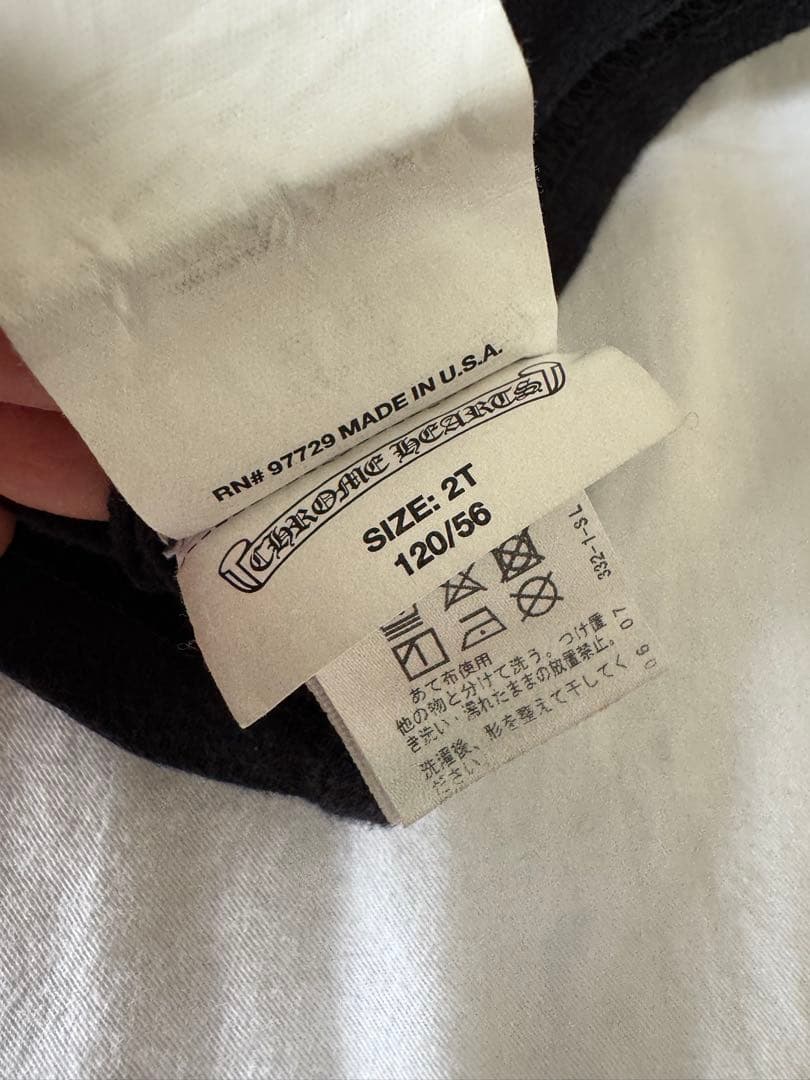 RN# 97729 MADE IN U.S.A.
CHROME HEARTS
SIZE: 2T
120/56
332-1-SL
あて布使用
他の物と分けて洗う。つけ置
き洗い・濡れたままの放置禁止。
洗濯後、形を整えて干してく
ださい。
07
90